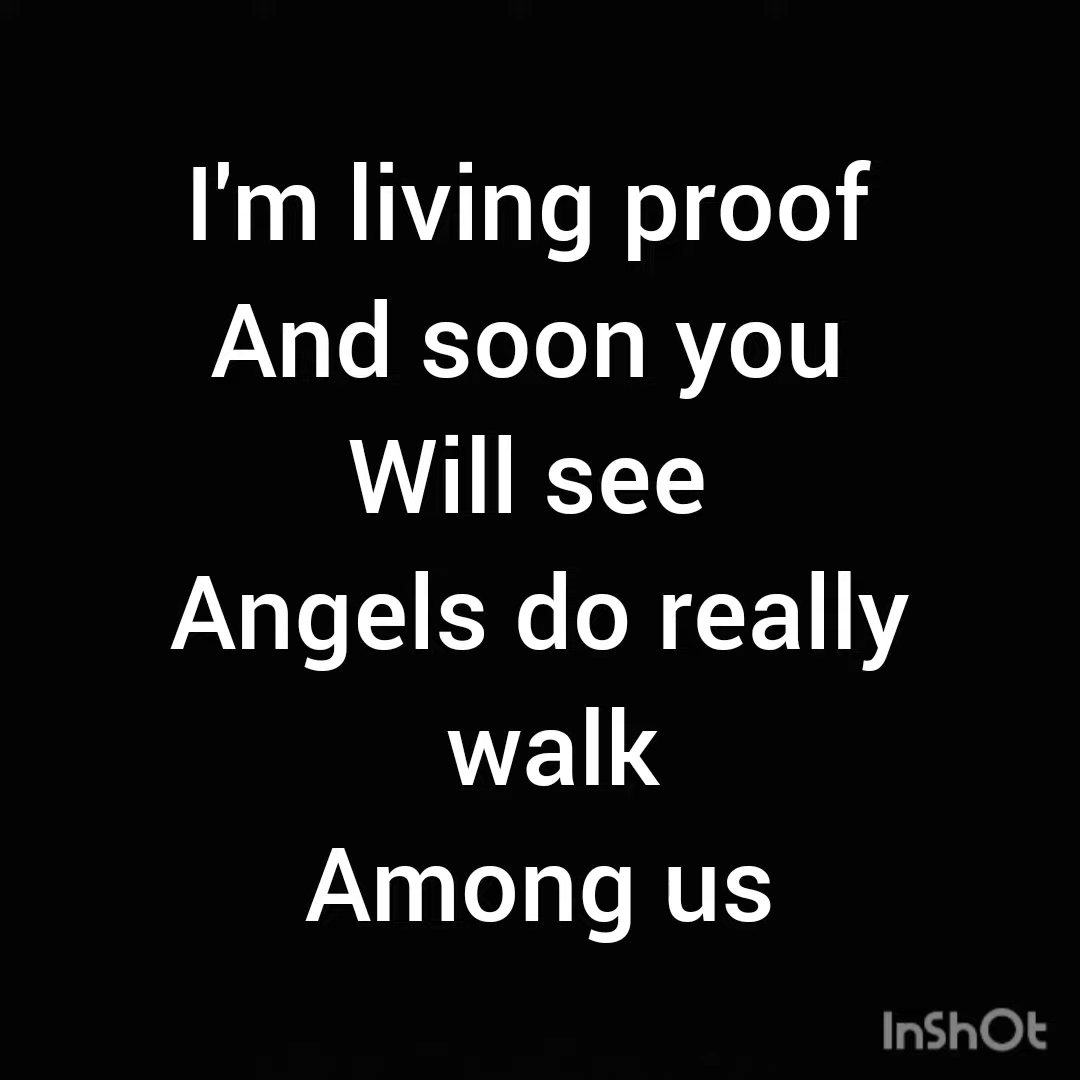 I'm living proof
And soon you
Will see
Angels do really
walk
Among us
InShOt